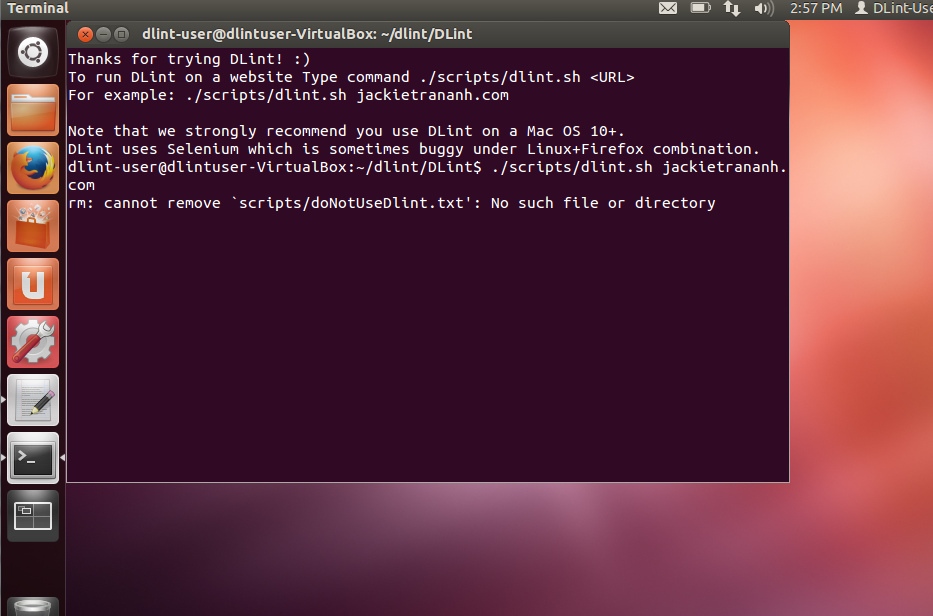 Terminal
2:57 PM DLint-Use
dlint-user@dlintuser-VirtualBox: ~/dlint/DLint
Thanks for trying DLint! :)
To run DLint on a website Type command ./scripts/dlint.sh <URL>
For example: ./scripts/dlint.sh jackietrananh.com
Note that we strongly recommend you use DLint on a Mac OS 10+.
DLint uses Selenium which is sometimes buggy under Linux+Firefox combination.
dlint-user@dlintuser-VirtualBox:~/dlint/DLint$ ./scripts/dlint.sh jackietrananh.
com
rm: cannot remove `scripts/doNotUseDlint.txt': No such file or directory